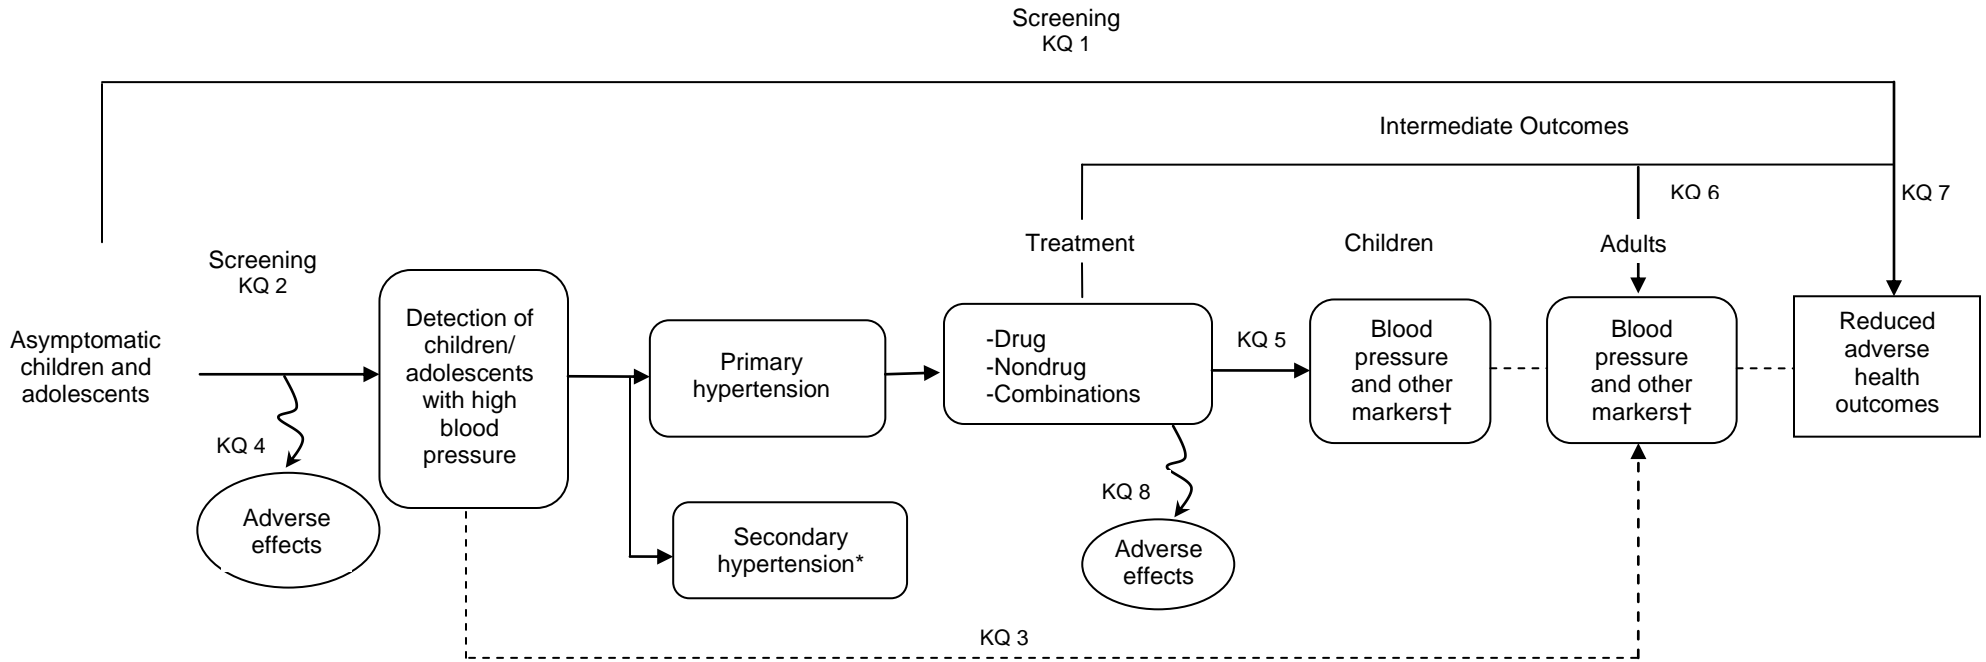 Screening
KQ 1
Intermediate Outcomes
KQ 6
KQ 7
Treatment
Children
Adults
Screening
KQ 2
Asymptomatic
children and
adolescents
Detection of
children/
adolescents
with high
blood
pressure
Primary
hypertension
-Drug
-Nondrug
-Combinations
KQ 5
Blood
pressure
and other
markers†
Blood
pressure
and other
markers†
Reduced
adverse
health
outcomes
KQ 4
Adverse
effects
Secondary
hypertension*
KQ 8
Adverse
effects
KQ 3